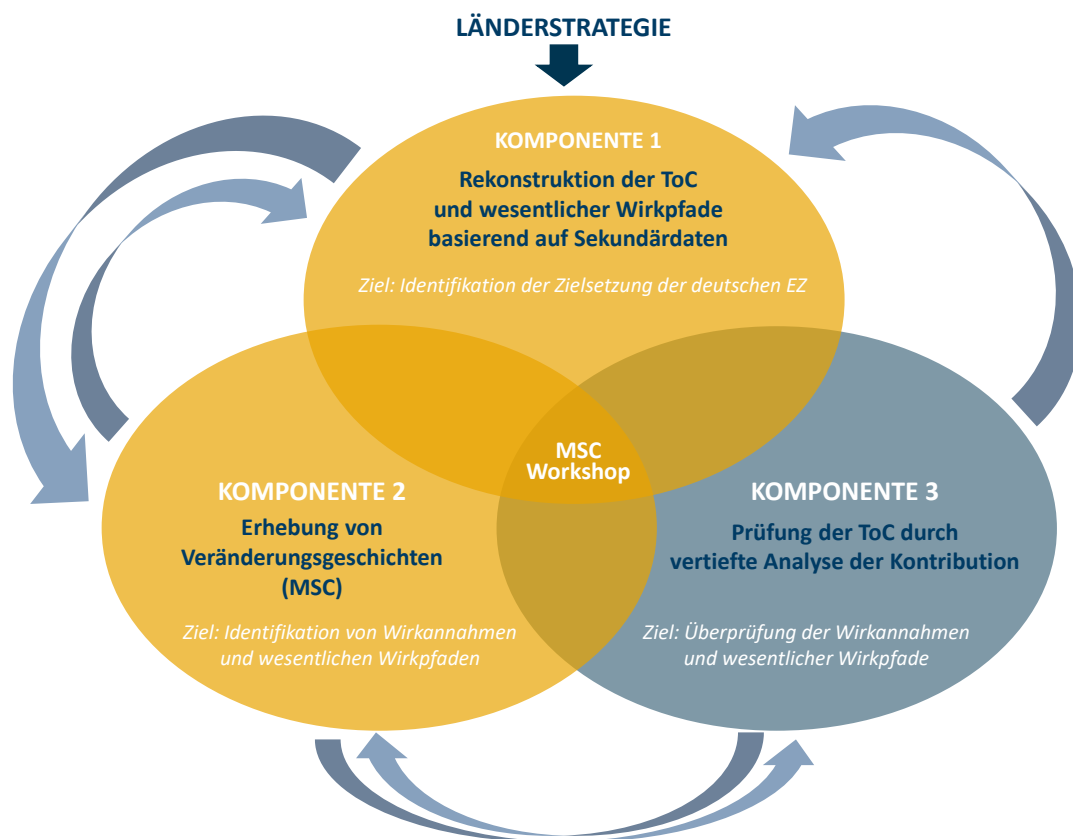 LÄNDERSTRATEGIE
KOMPONENTE 1
Rekonstruktion der ToC
und wesentlicher Wirkpfade
basierend auf Sekundärdaten
Ziel: Identifikation der Zielsetzung der deutschen EZ
MSC
Workshop
KOMPONENTE 2
Erhebung von
Veränderungsgeschichten
(MSC)
Ziel: Identifikation von Wirkannahmen
und wesentlichen Wirkpfaden
KOMPONENTE 3
Prüfung der ToC durch
vertiefte Analyse der Kontribution
Ziel: Überprüfung der Wirkannahmen
und wesentlicher Wirkpfade